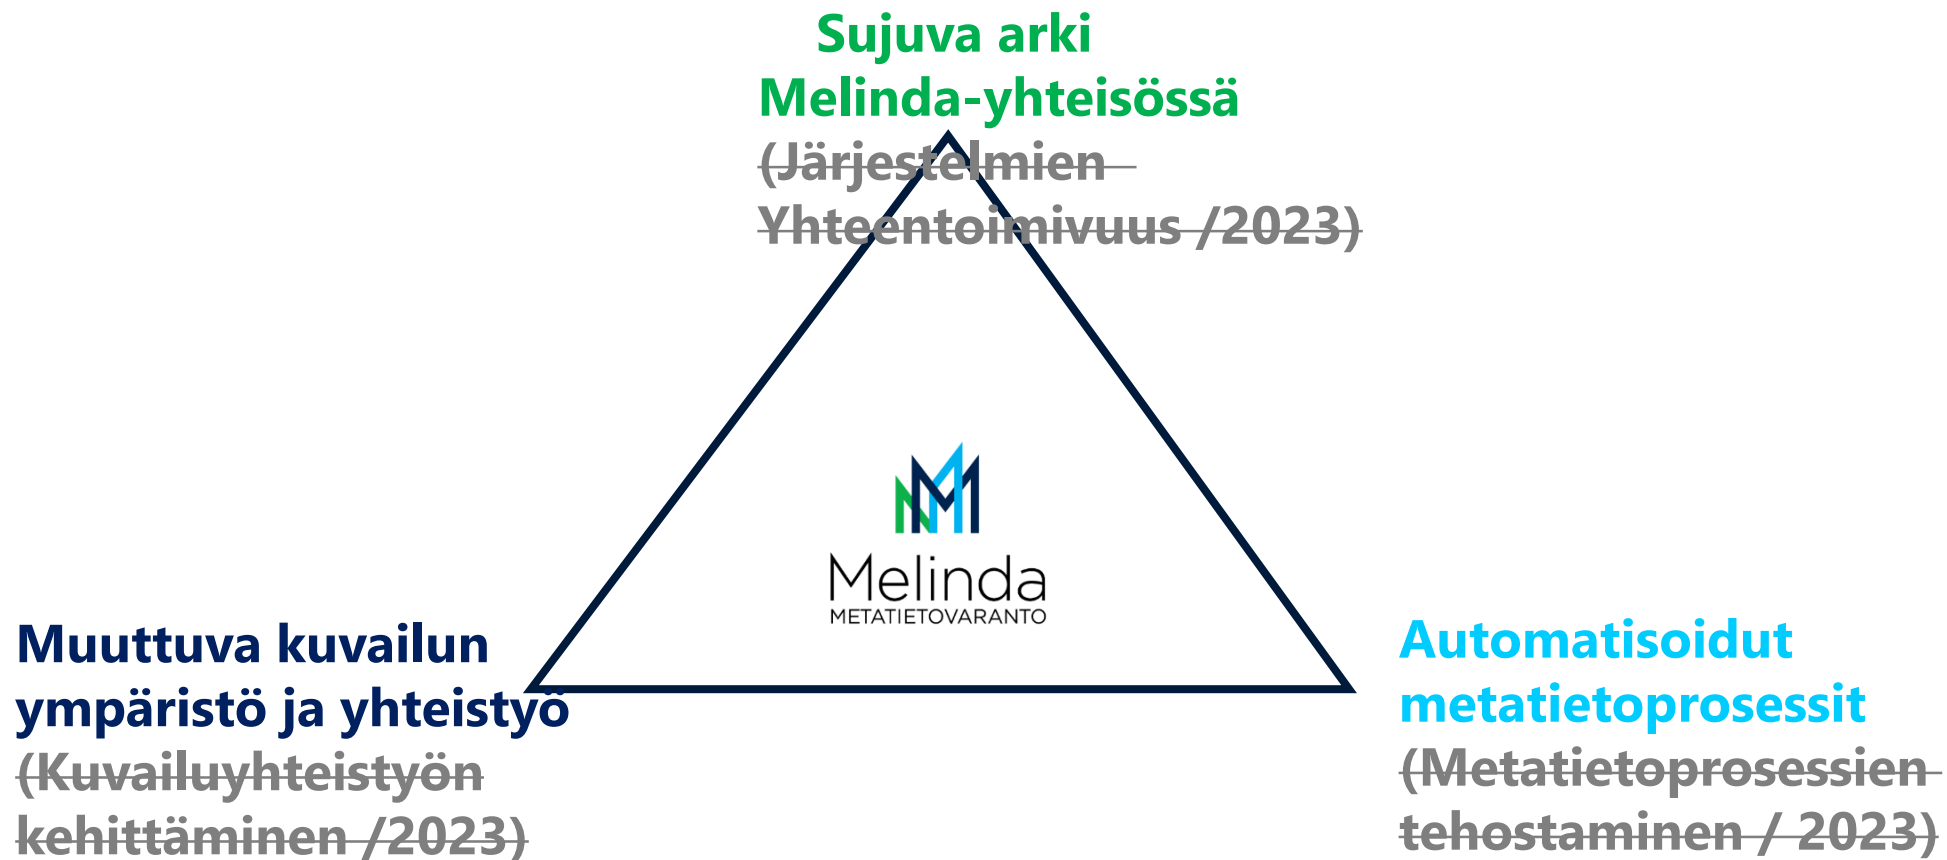 Sujuva arki
Melinda-yhteisössä
(Järjestelmien
Yhteentoimivuus /2023)
Melinda
METATIETOVARANTO
Muuttuva kuvailun
ympäristö ja yhteistyö
(Kuvailuyhteistyön
kehittäminen /2023)
Automatisoidut
metatietoprosessit
(Metatietoprosessien
tehostaminen / 2023)